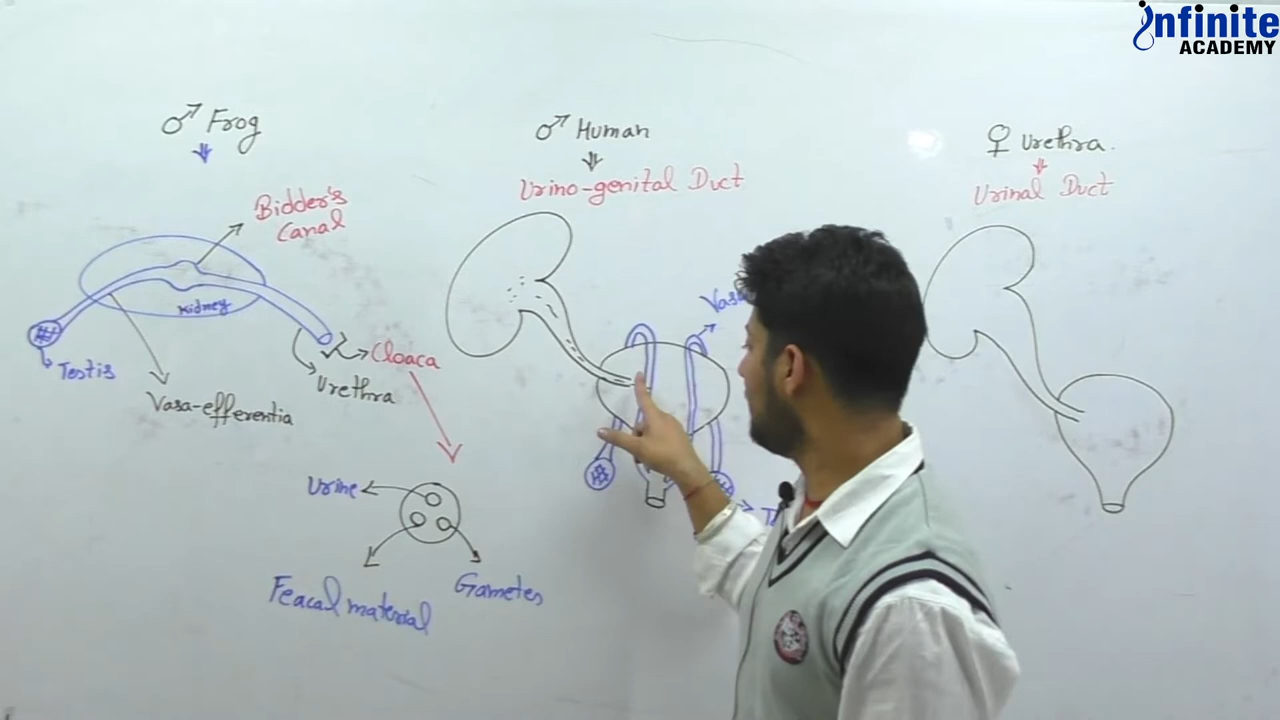 infinite
ACADEMY
♂ Frog
Bidder's
Canal
Kidney
Testis
Vasa-efferentia
Urethra
Cloaca
Urine
Feacal material
Gametes
♂ Human
Urino-genital Duct
♀ Urethra.
Urinal Duct